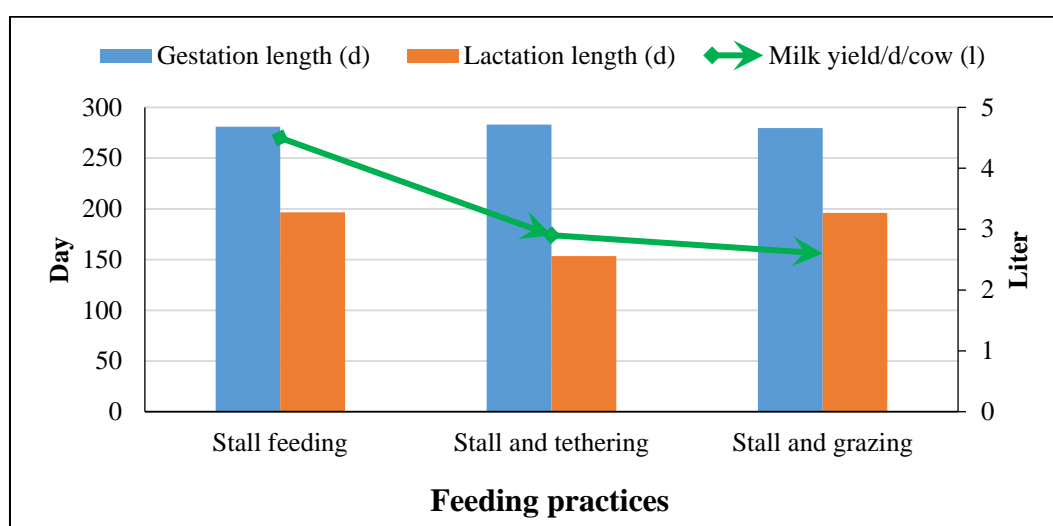 Gestation length (d) Lactation length (d) Milk yield/d/cow (l)
300 5
250 4
200 3
150 2
100 1
50 0
0
Day
Liter
Stall feeding Stall and tethering Stall and grazing
Feeding practices